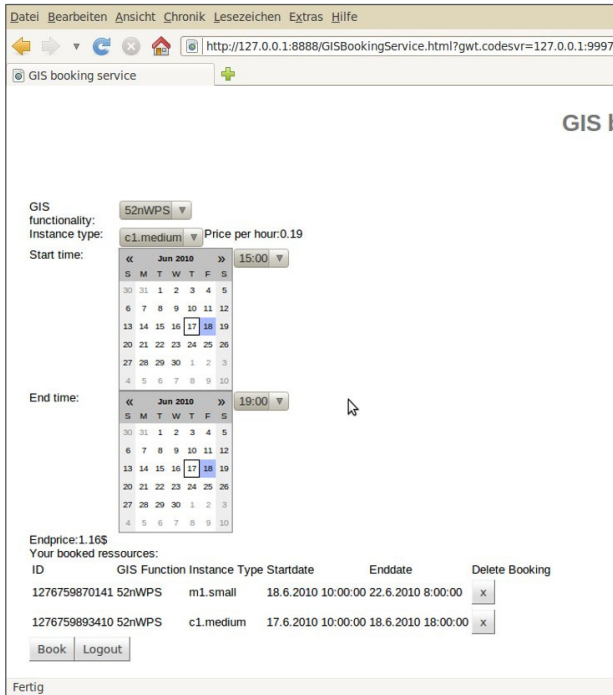 Datei Bearbeiten Ansicht Chronik Lesezeichen Extras Hilfe
http://127.0.0.1:8888/GISBookingService.html?gwt.codesvr=127.0.0.1:9997
GIS booking service
GIS
GIS functionality: 52nWPS
Instance type: c1.medium Price per hour:0.19
Start time: « Jun 2010 » 15:00
S M T W T F S
30 31 1 2 3 4 5
6 7 8 9 10 11 12
13 14 15 16 17 18 19
20 21 22 23 24 25 26
27 28 29 30 1 2 3
4 5 6 7 8 9 10
End time: « Jun 2010 » 19:00
S M T W T F S
30 31 1 2 3 4 5
6 7 8 9 10 11 12
13 14 15 16 17 18 19
20 21 22 23 24 25 26
27 28 29 30 1 2 3
4 5 6 7 8 9 10
Endprice:1.16$
Your booked ressources:
ID GIS Function Instance Type Startdate Enddate Delete Booking
1276759870141 52nWPS m1.small 18.6.2010 10:00:00 22.6.2010 8:00:00 x
1276759893410 52nWPS c1.medium 17.6.2010 10:00:00 18.6.2010 18:00:00 x
Book Logout
Fertig